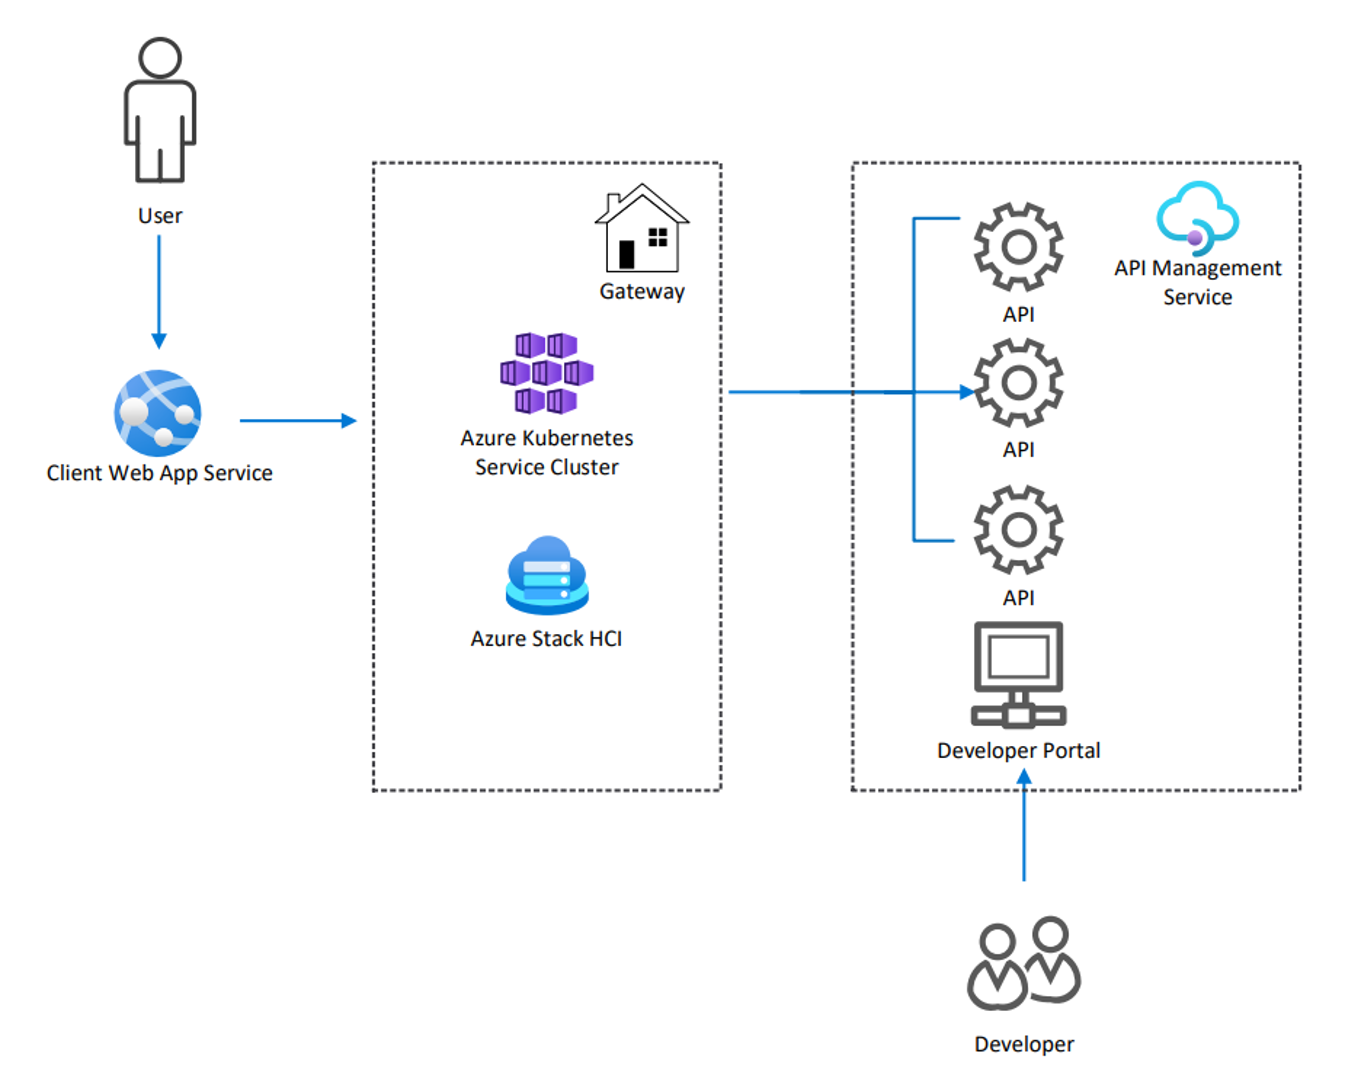 User
Client Web App Service
Gateway
Azure Kubernetes
Service Cluster
Azure Stack HCI
API Management
Service
API
API
API
Developer Portal
Developer